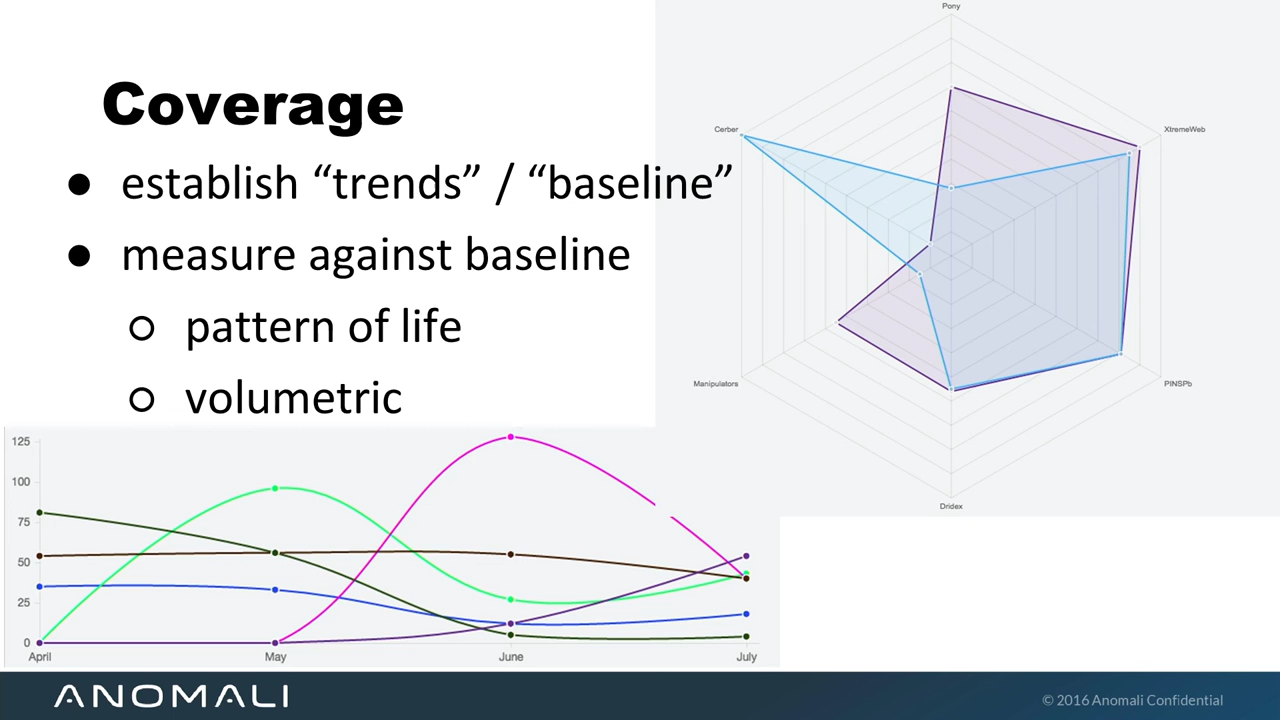 Coverage
● establish “trends” / “baseline”
● measure against baseline
○ pattern of life
○ volumetric
Pony
XtremeWeb
PINSPb
Dridex
Manipulators
Cerber
125
100
75
50
25
0
April May June July
ANOMALI
© 2016 Anomali Confidential